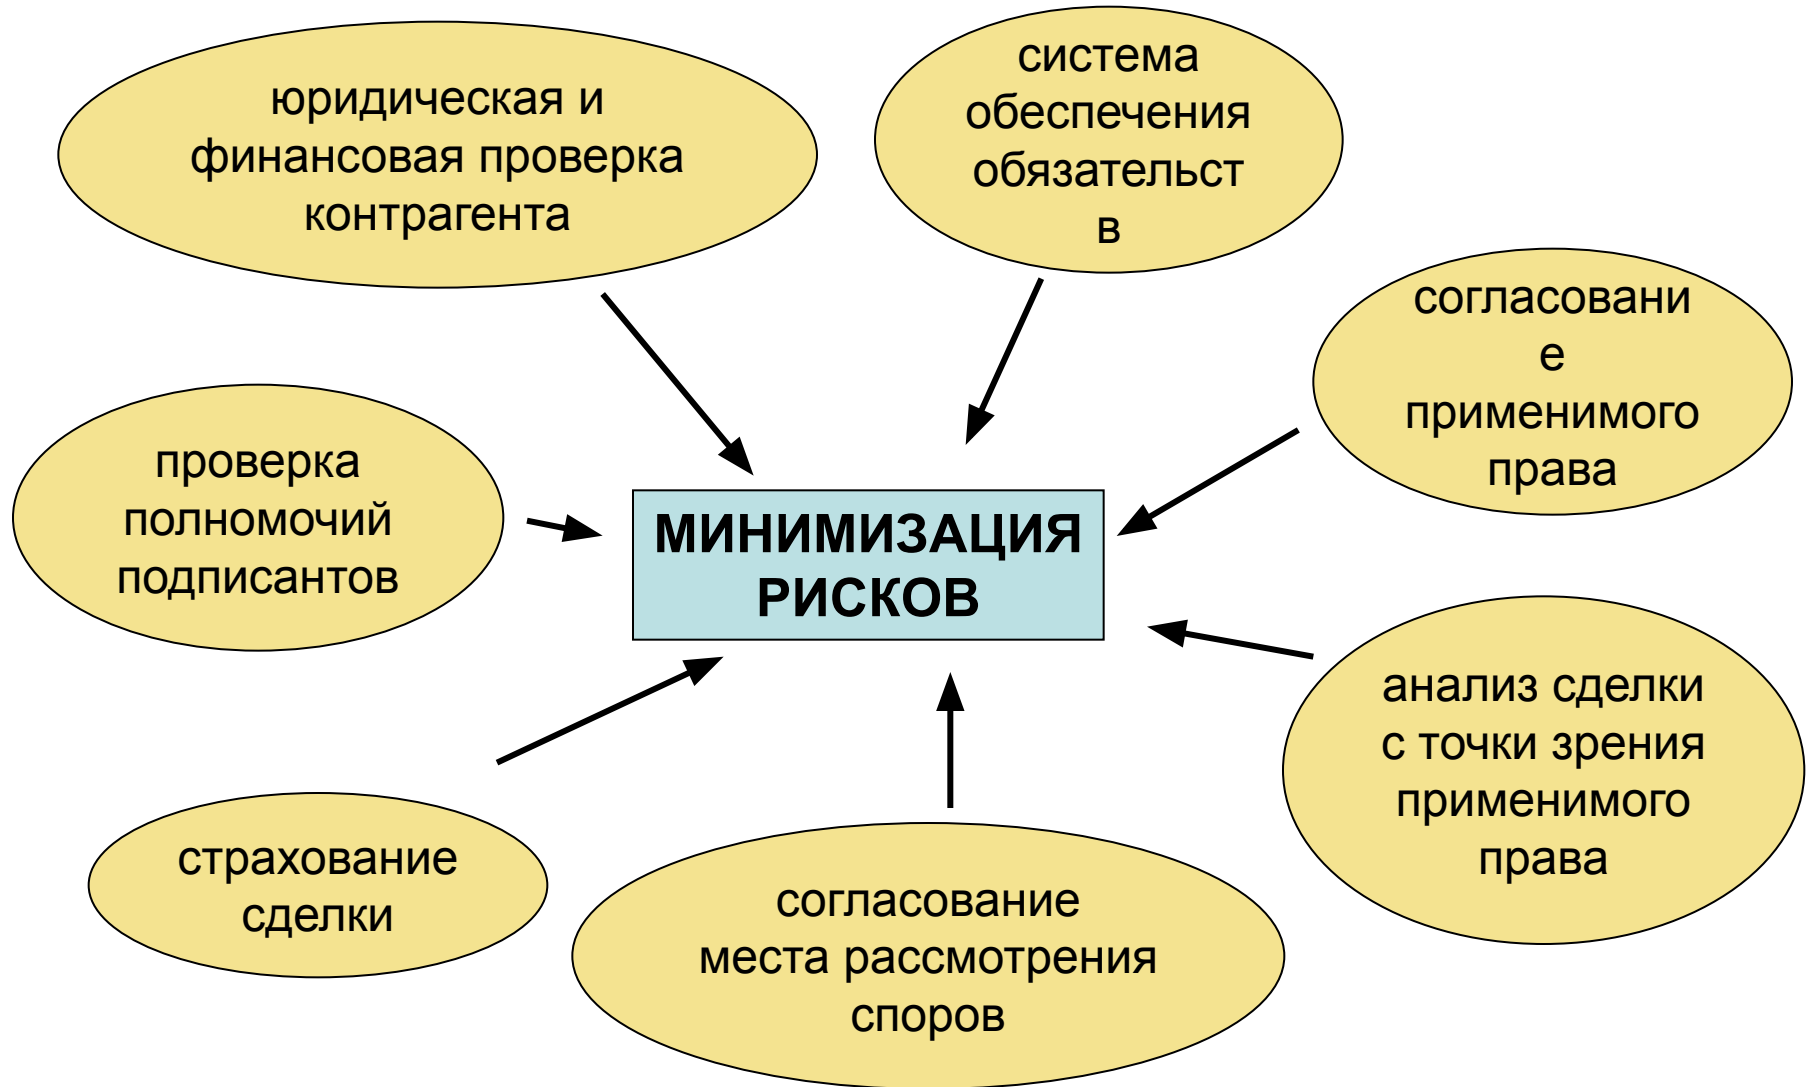 юридическая и
финансовая проверка
контрагента
система
обеспечения
обязательст
в
согласовани
е
применимого
права
проверка
полномочий
подписантов
МИНИМИЗАЦИЯ
РИСКОВ
анализ сделки
с точки зрения
применимого
права
страхование
сделки
согласование
места рассмотрения
споров